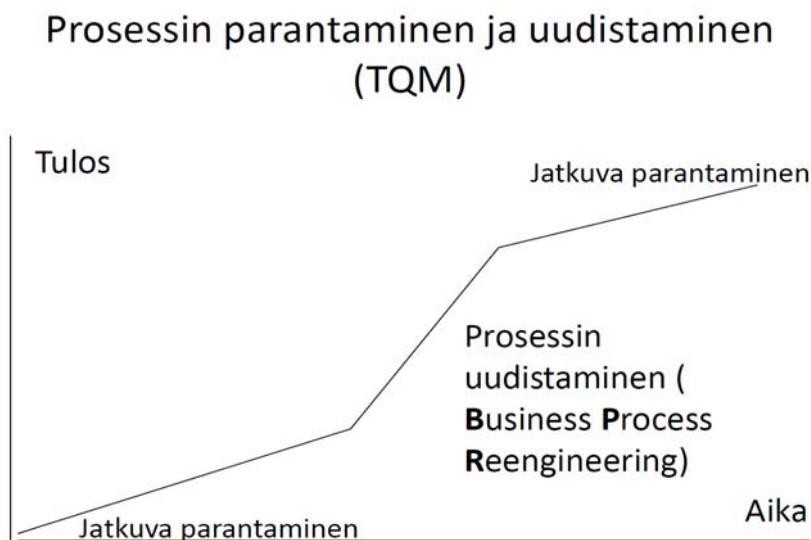 Prosessin parantaminen ja uudistaminen
(TQM)
Tulos
Jatkuva parantaminen
Prosessin
uudistaminen (
Business Process
Reengineering)
Aika
Jatkuva parantaminen